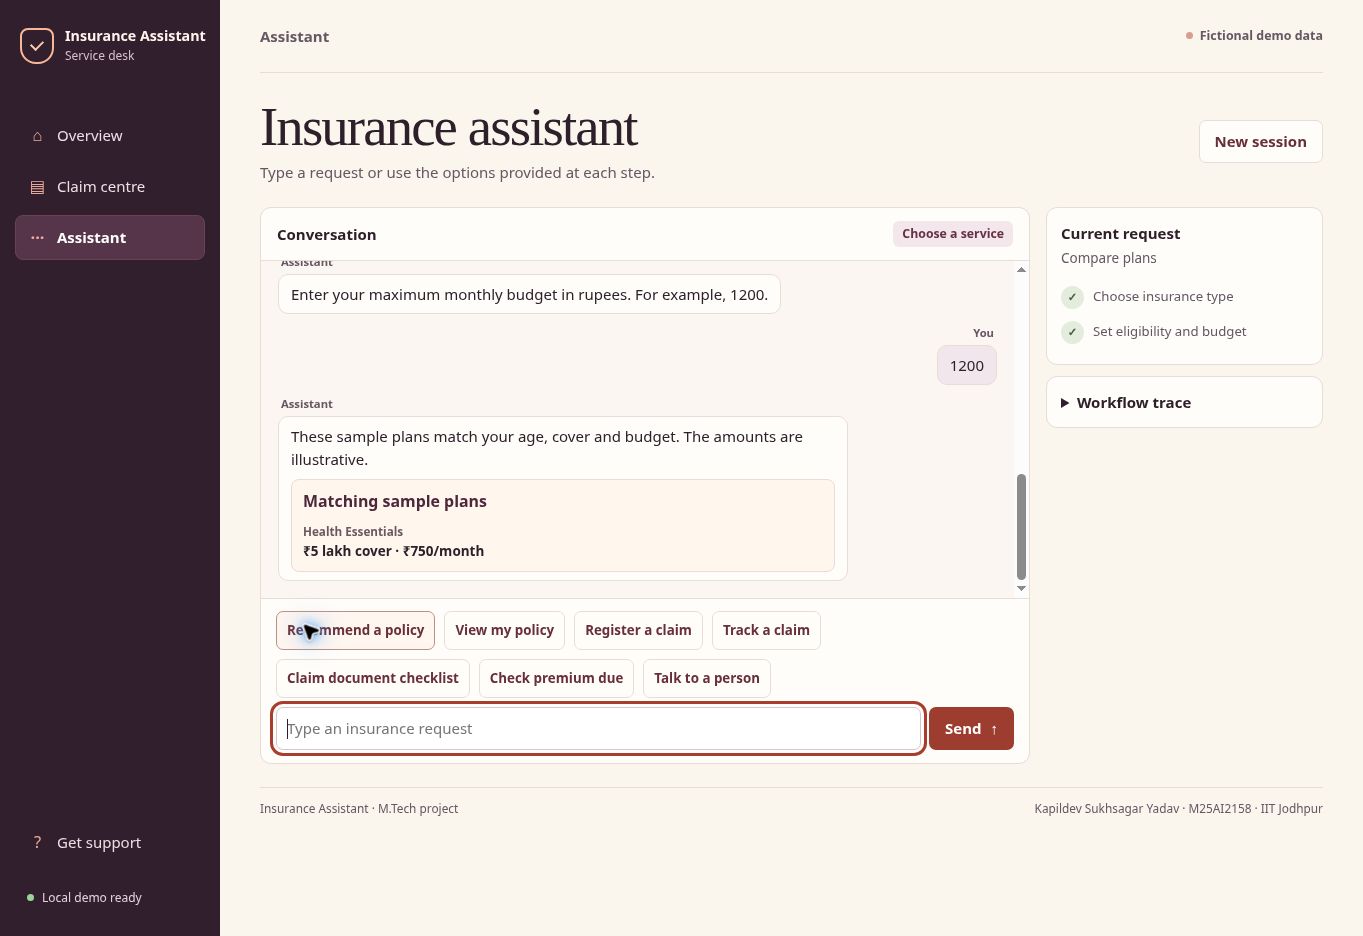 Insurance Assistant
Service desk
Overview
Claim centre
Assistant
Get support
Local demo ready
Assistant
Fictional demo data
Insurance assistant
Type a request or use the options provided at each step.
New session
Conversation
Choose a service
Assistant
Enter your maximum monthly budget in rupees. For example, 1200.
You
1200
Assistant
These sample plans match your age, cover and budget. The amounts are
illustrative.
Matching sample plans
Health Essentials
₹5 lakh cover · ₹750/month
Recommend a policy
View my policy
Register a claim
Track a claim
Claim document checklist
Check premium due
Talk to a person
Type an insurance request
Send ↑
Current request
Compare plans
✓ Choose insurance type
✓ Set eligibility and budget
▶ Workflow trace
Insurance Assistant · M.Tech project
Kapildev Sukhsagar Yadav · M25AI2158 · IIT Jodhpur